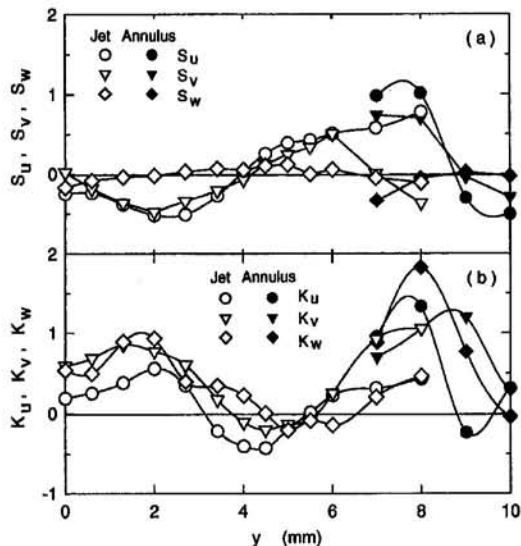 2
Jet Annulus
(a)
S_u
S_v
S_w
1
0
-1
S_u , S_v , S_w
2
Jet Annulus
(b)
K_u
K_v
K_w
1
0
-1
K_u , K_v , K_w
0 2 4 6 8 10
y (mm)